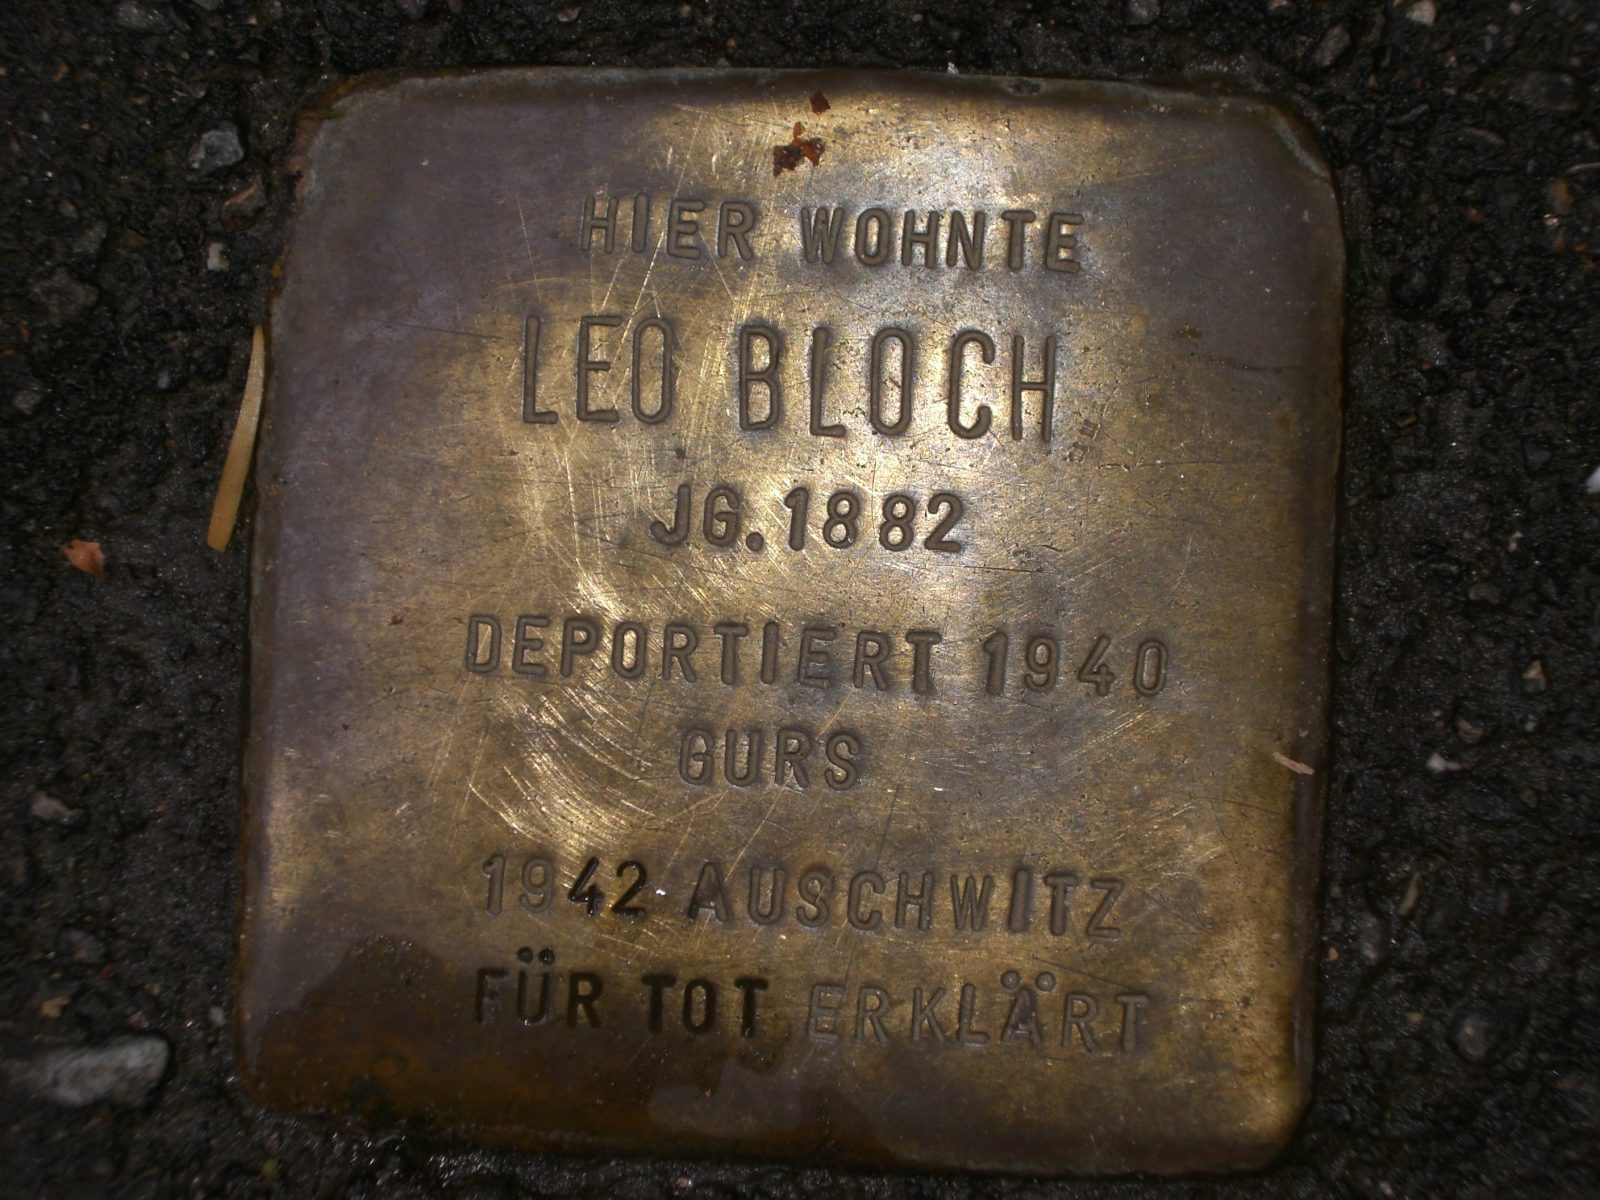 HIER WOHNTE
LEO BLOCH
JG. 1882
DEPORTIERT 1940
GURS
1942 AUSCHWITZ
FÜR TOT ERKLÄRT